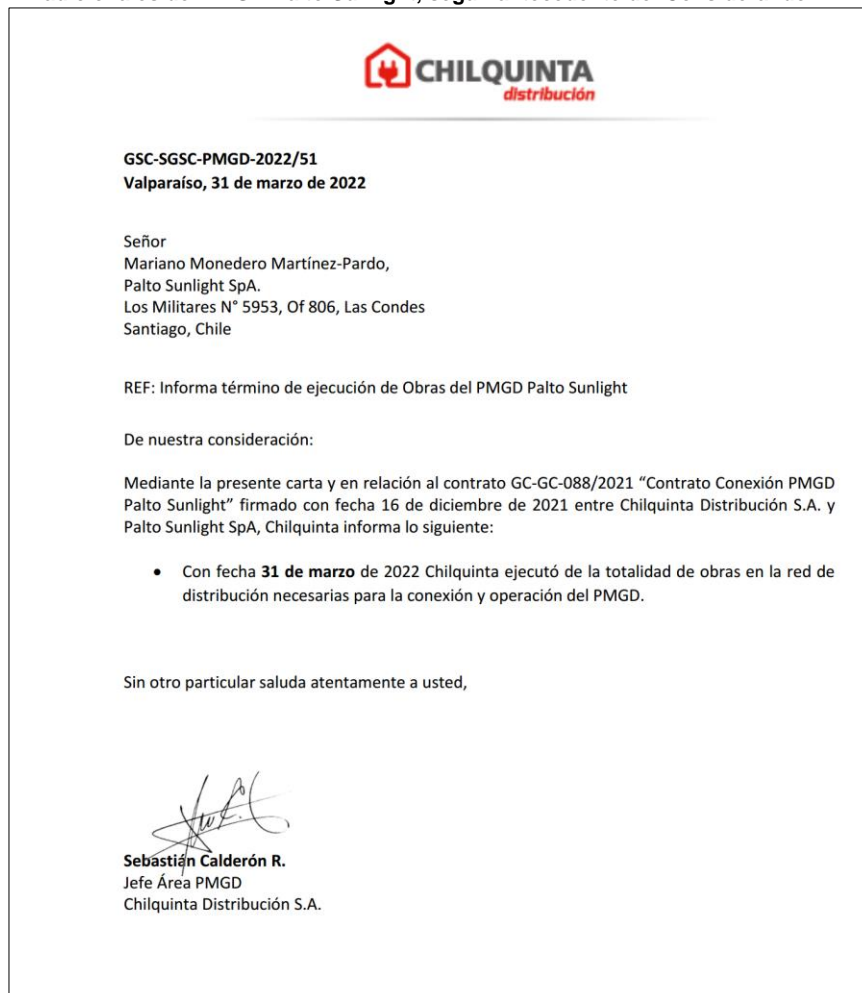 CHILQUINTA
distribución
GSC-SGSC-PMGD-2022/51
Valparaíso, 31 de marzo de 2022
Señor
Mariano Monedero Martínez-Pardo,
Palto Sunlight SpA.
Los Militares N° 5953, Of 806, Las Condes
Santiago, Chile
REF: Informa término de ejecución de Obras del PMGD Palto Sunlight
De nuestra consideración:
Mediante la presente carta y en relación al contrato GC-GC-088/2021 “Contrato Conexión PMGD
Palto Sunlight” firmado con fecha 16 de diciembre de 2021 entre Chilquinta Distribución S.A. y
Palto Sunlight SpA, Chilquinta informa lo siguiente:
• Con fecha 31 de marzo de 2022 Chilquinta ejecutó de la totalidad de obras en la red de
distribución necesarias para la conexión y operación del PMGD.
Sin otro particular saluda atentamente a usted,
Sebastián Calderón R.
Jefe Área PMGD
Chilquinta Distribución S.A.